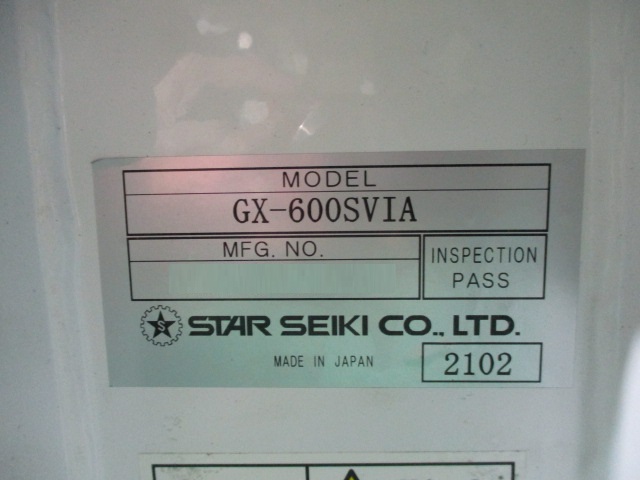 MODEL
GX-600SVIA
MFG. NO.
INSPECTION
PASS
S
STAR SEIKI CO., LTD.
MADE IN JAPAN
2102